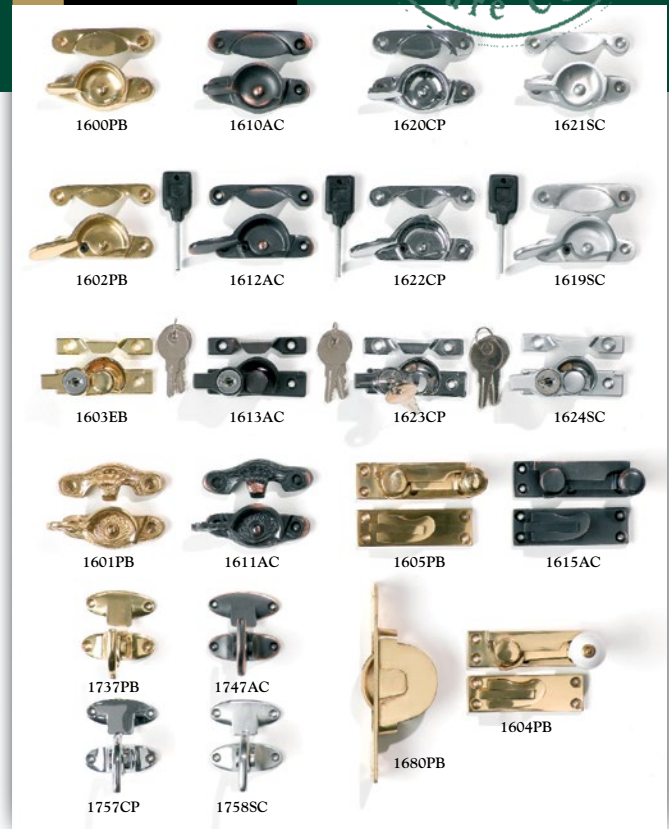 1600PB 1610AC 1620CP 1621SC
1602PB 1612AC 1622CP 1619SC
1603EB 1613AC 1623CP 1624SC
1601PB 1611AC 1605PB 1615AC
1737PB 1747AC
1604PB
1680PB
1757CP 1758SC